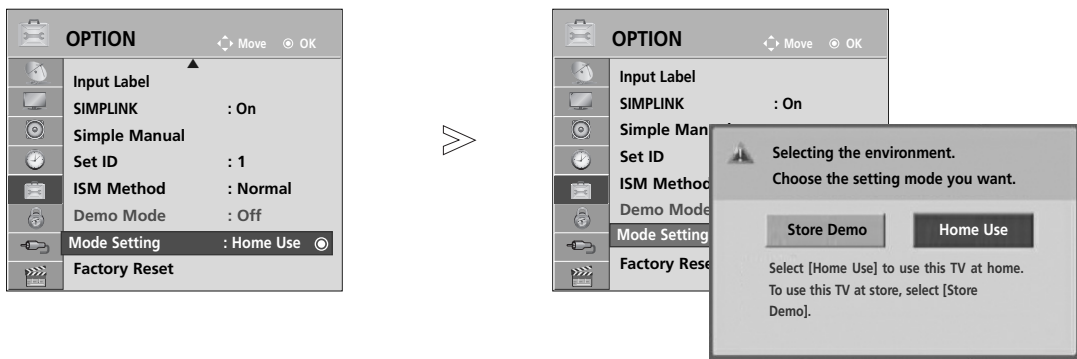 OPTION Move OK
Input Label
SIMPLINK : On
Simple Manual
Set ID : 1
ISM Method : Normal
Demo Mode : Off
Mode Setting : Home Use
Factory Reset
OPTION Move OK
Input Label
SIMPLINK : On
Simple Man
Set ID
ISM Method
Demo Mode
Mode Setting
Factory Rese
Selecting the environment.
Choose the setting mode you want.
Store Demo Home Use
Select [Home Use] to use this TV at home.
To use this TV at store, select [Store
Demo].